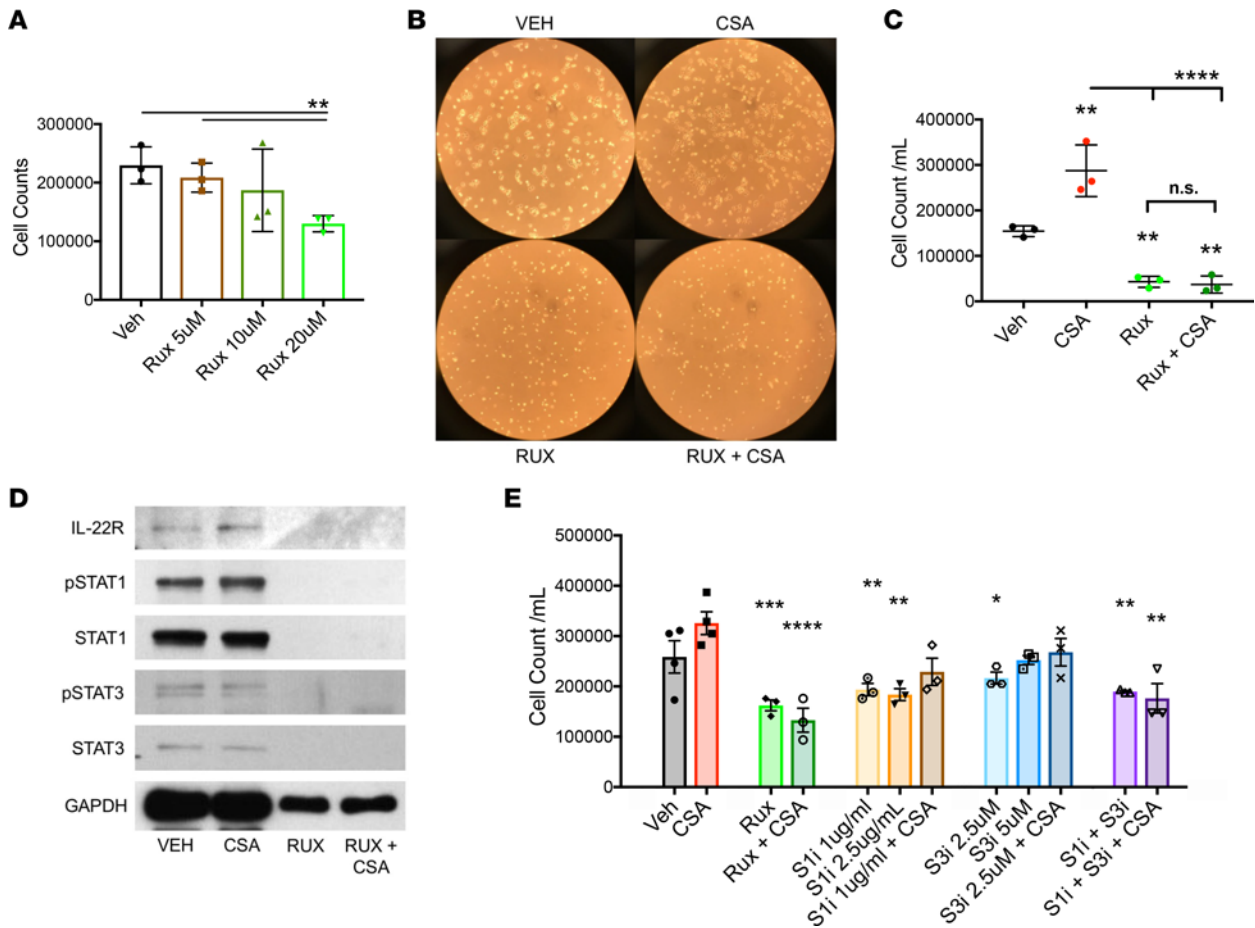 A
**
300000
200000
100000
0
Cell Counts
Veh
Rux 5uM
Rux 10uM
Rux 20uM
B
VEH
CSA
RUX
RUX + CSA
C
****
**
n.s.
**
**
400000
300000
200000
100000
0
Cell Count /mL
Veh
CSA
Rux
Rux + CSA
D
IL-22R
pSTAT1
STAT1
pSTAT3
STAT3
GAPDH
VEH
CSA
RUX
RUX +
CSA
E
500000
400000
300000
200000
100000
0
Cell Count /mL
***
****
**
**
*
**
**
Veh
CSA
Rux
Rux + CSA
S1i 1ug/ml
S1i 2.5ug/mL
S1i 1ug/ml + CSA
S3i 2.5uM
S3i 5uM
S3i 2.5uM + CSA
S1i + S3i
S1i + S3i + CSA